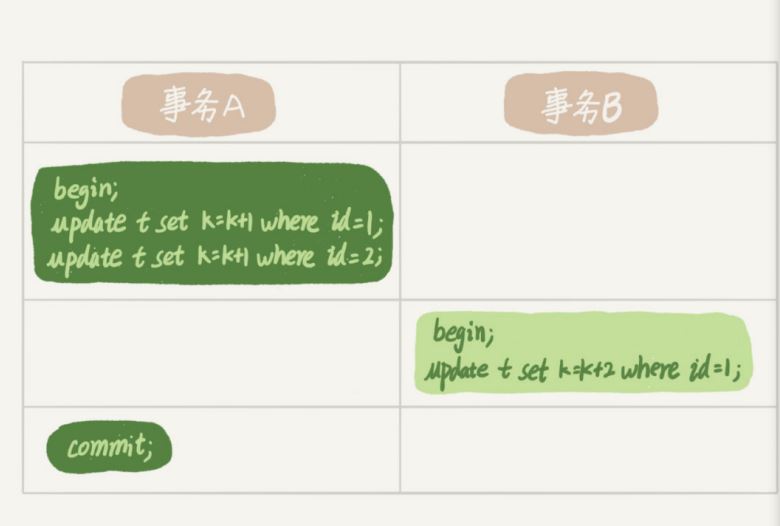 事务A
事务B
begin;
update t set k=k+1 where id=1;
update t set k=k+1 where id=2;
begin;
update t set k=k+2 where id=1;
commit;